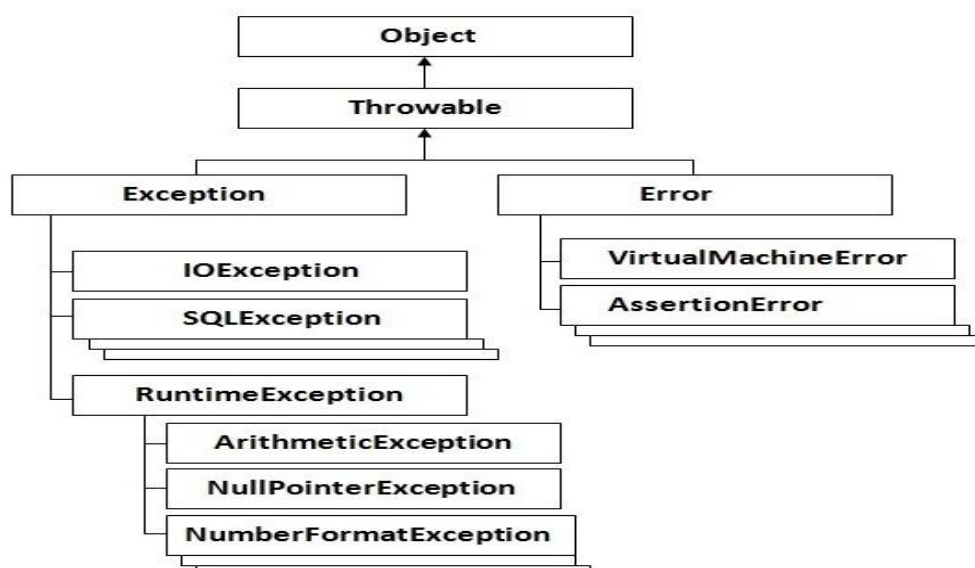 Object
Throwable
Exception
Error
IOException
VirtualMachineError
SQLException
AssertionError
RuntimeException
ArithmeticException
NullPointerException
NumberFormatException